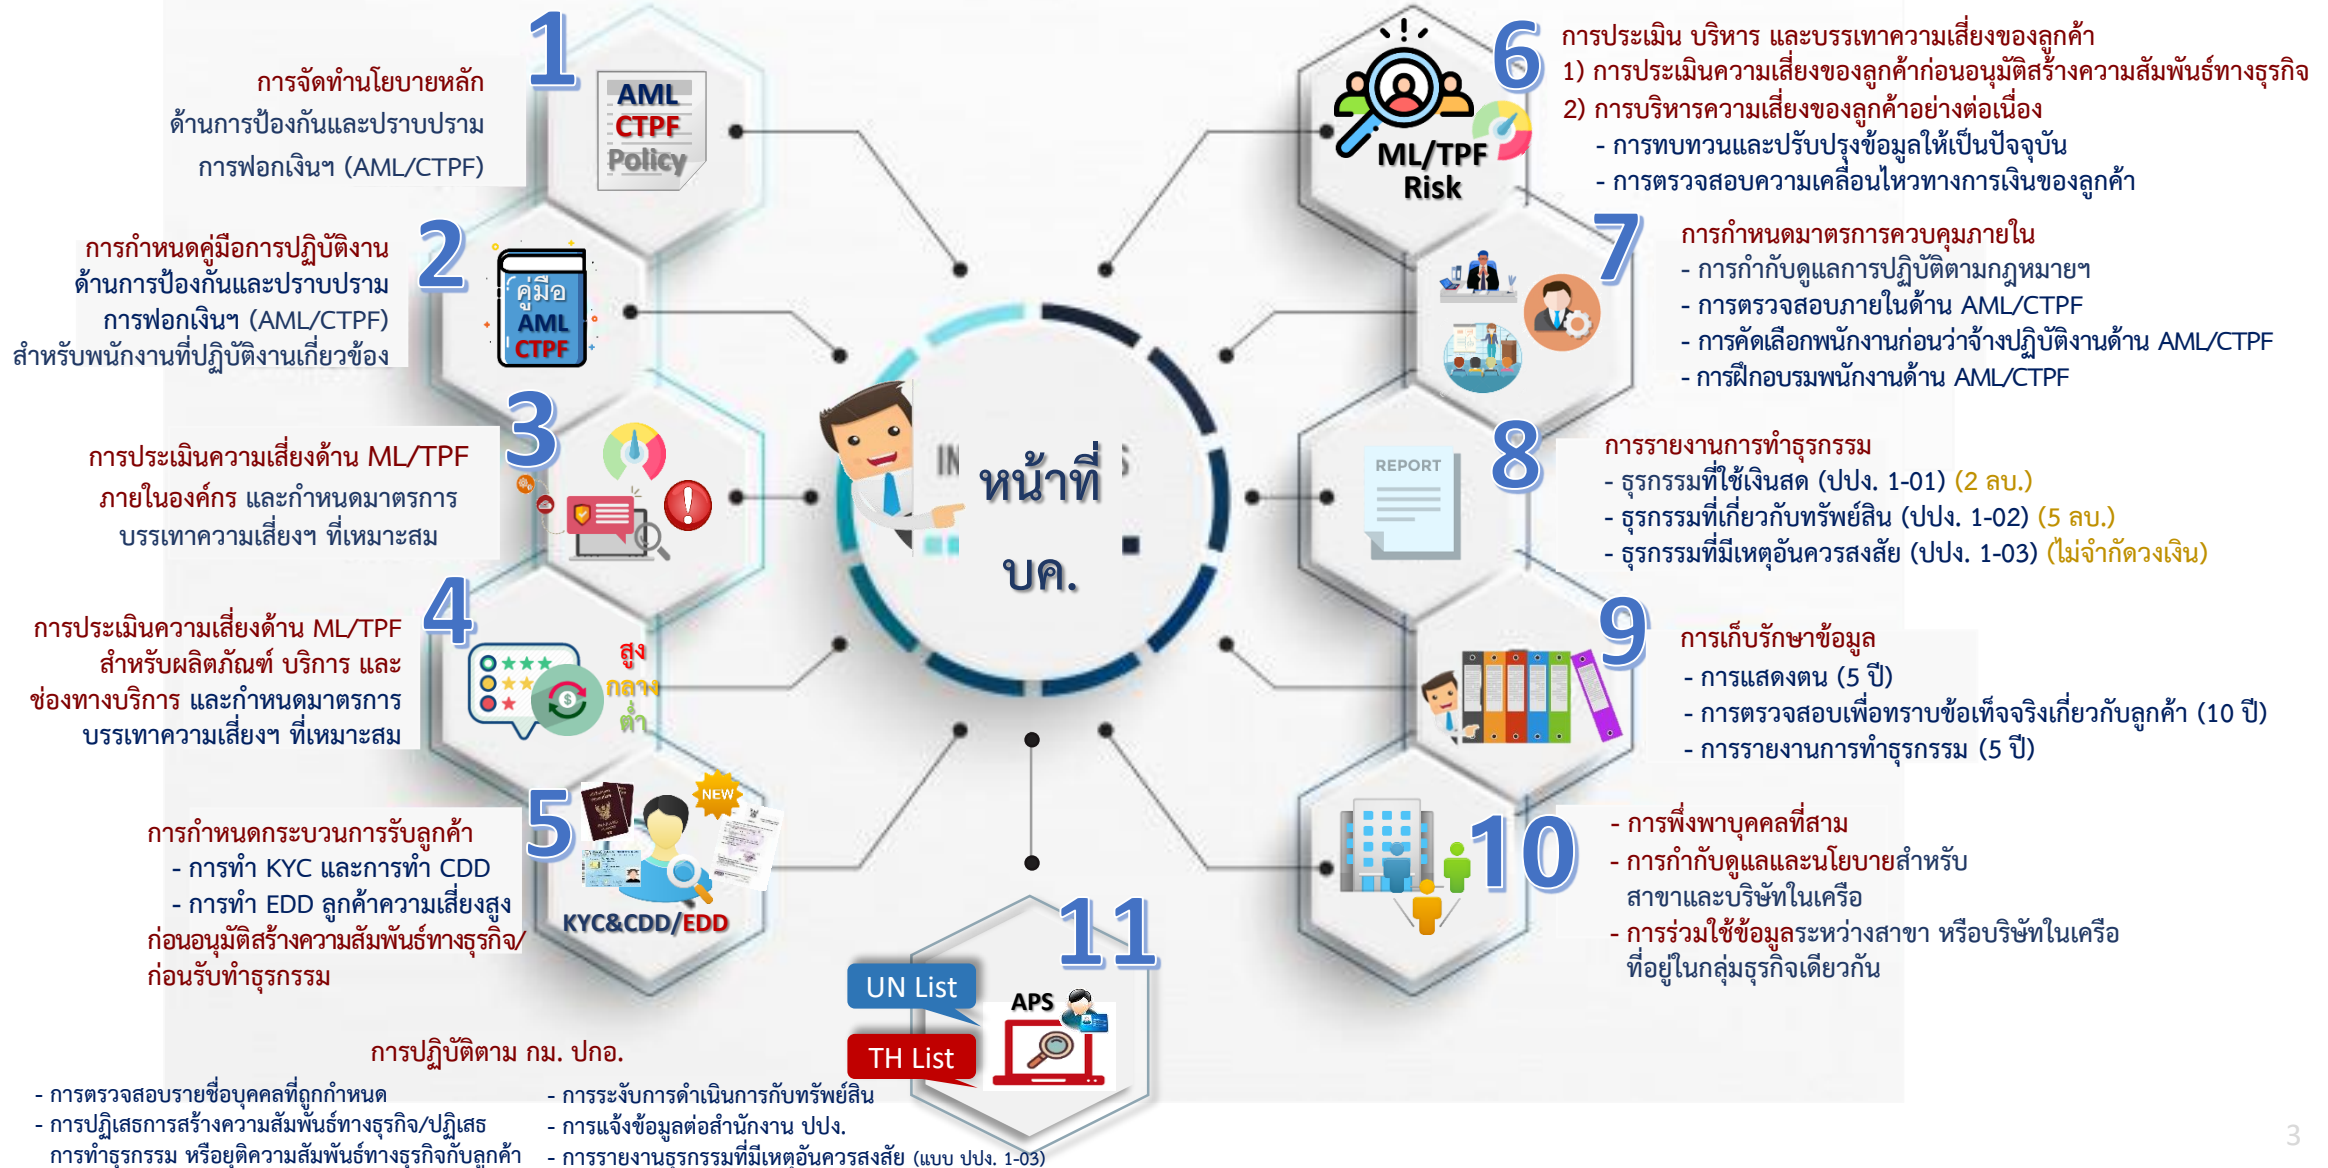 1
การจัดทำนโยบายหลัก
ด้านการป้องกันและปราบปราม
การฟอกเงินฯ (AML/CTPF)
AML
CTPF
Policy
2
การกำหนดคู่มือการปฏิบัติงาน
ด้านการป้องกันและปราบปราม
การฟอกเงินฯ (AML/CTPF)
สำหรับพนักงานที่ปฏิบัติงานเกี่ยวข้อง
คู่มือ
AML
CTPF
3
การประเมินความเสี่ยงด้าน ML/TPF
ภายในองค์กร และกำหนดมาตรการ
บรรเทาความเสี่ยงฯ ที่เหมาะสม
4
การประเมินความเสี่ยงด้าน ML/TPF
สำหรับผลิตภัณฑ์ บริการ และ
ช่องทางบริการ และกำหนดมาตรการ
บรรเทาความเสี่ยงฯ ที่เหมาะสม
สูง
กลาง
ต่ำ
5
การกำหนดกระบวนการรับลูกค้า
- การทำ KYC และการทำ CDD
- การทำ EDD ลูกค้าความเสี่ยงสูง
ก่อนอนุมัติสร้างความสัมพันธ์ทางธุรกิจ/
ก่อนรับทำธุรกรรม
NEW
KYC&CDD/EDD
หน้าที่
บค.
6
การประเมิน บริหาร และบรรเทาความเสี่ยงของลูกค้า
1) การประเมินความเสี่ยงของลูกค้าก่อนอนุมัติสร้างความสัมพันธ์ทางธุรกิจ
2) การบริหารความเสี่ยงของลูกค้าอย่างต่อเนื่อง
- การทบทวนและปรับปรุงข้อมูลให้เป็นปัจจุบัน
- การตรวจสอบความเคลื่อนไหวทางการเงินของลูกค้า
ML/TPF
Risk
7
การกำหนดมาตรการควบคุมภายใน
- การกำกับดูแลการปฏิบัติตามกฎหมายฯ
- การตรวจสอบภายในด้าน AML/CTPF
- การคัดเลือกพนักงานก่อนว่าจ้างปฏิบัติงานด้าน AML/CTPF
- การฝึกอบรมพนักงานด้าน AML/CTPF
8
REPORT
การรายงานการทำธุรกรรม
- ธุรกรรมที่ใช้เงินสด (ปปง. 1-01) (2 ลบ.)
- ธุรกรรมที่เกี่ยวกับทรัพย์สิน (ปปง. 1-02) (5 ลบ.)
- ธุรกรรมที่มีเหตุอันควรสงสัย (ปปง. 1-03) (ไม่จำกัดวงเงิน)
9
การเก็บรักษาข้อมูล
- การแสดงตน (5 ปี)
- การตรวจสอบเพื่อทราบข้อเท็จจริงเกี่ยวกับลูกค้า (10 ปี)
- การรายงานการทำธุรกรรม (5 ปี)
10
- การพึ่งพาบุคคลที่สาม
- การกำกับดูแลและนโยบายสำหรับ
สาขาและบริษัทในเครือ
- การร่วมใช้ข้อมูลระหว่างสาขา หรือบริษัทในเครือ
ที่อยู่ในกลุ่มธุรกิจเดียวกัน
11
UN List
TH List
APS
การปฏิบัติตาม กม. ปกอ.
- การตรวจสอบรายชื่อบุคคลที่ถูกกำหนด
- การปฏิเสธการสร้างความสัมพันธ์ทางธุรกิจ/ปฏิเสธ
การทำธุรกรรม หรือยุติความสัมพันธ์ทางธุรกิจกับลูกค้า
- การระงับการดำเนินการกับทรัพย์สิน
- การแจ้งข้อมูลต่อสำนักงาน ปปง.
- การรายงานธุรกรรมที่มีเหตุอันควรสงสัย (แบบ ปปง. 1-03)
3